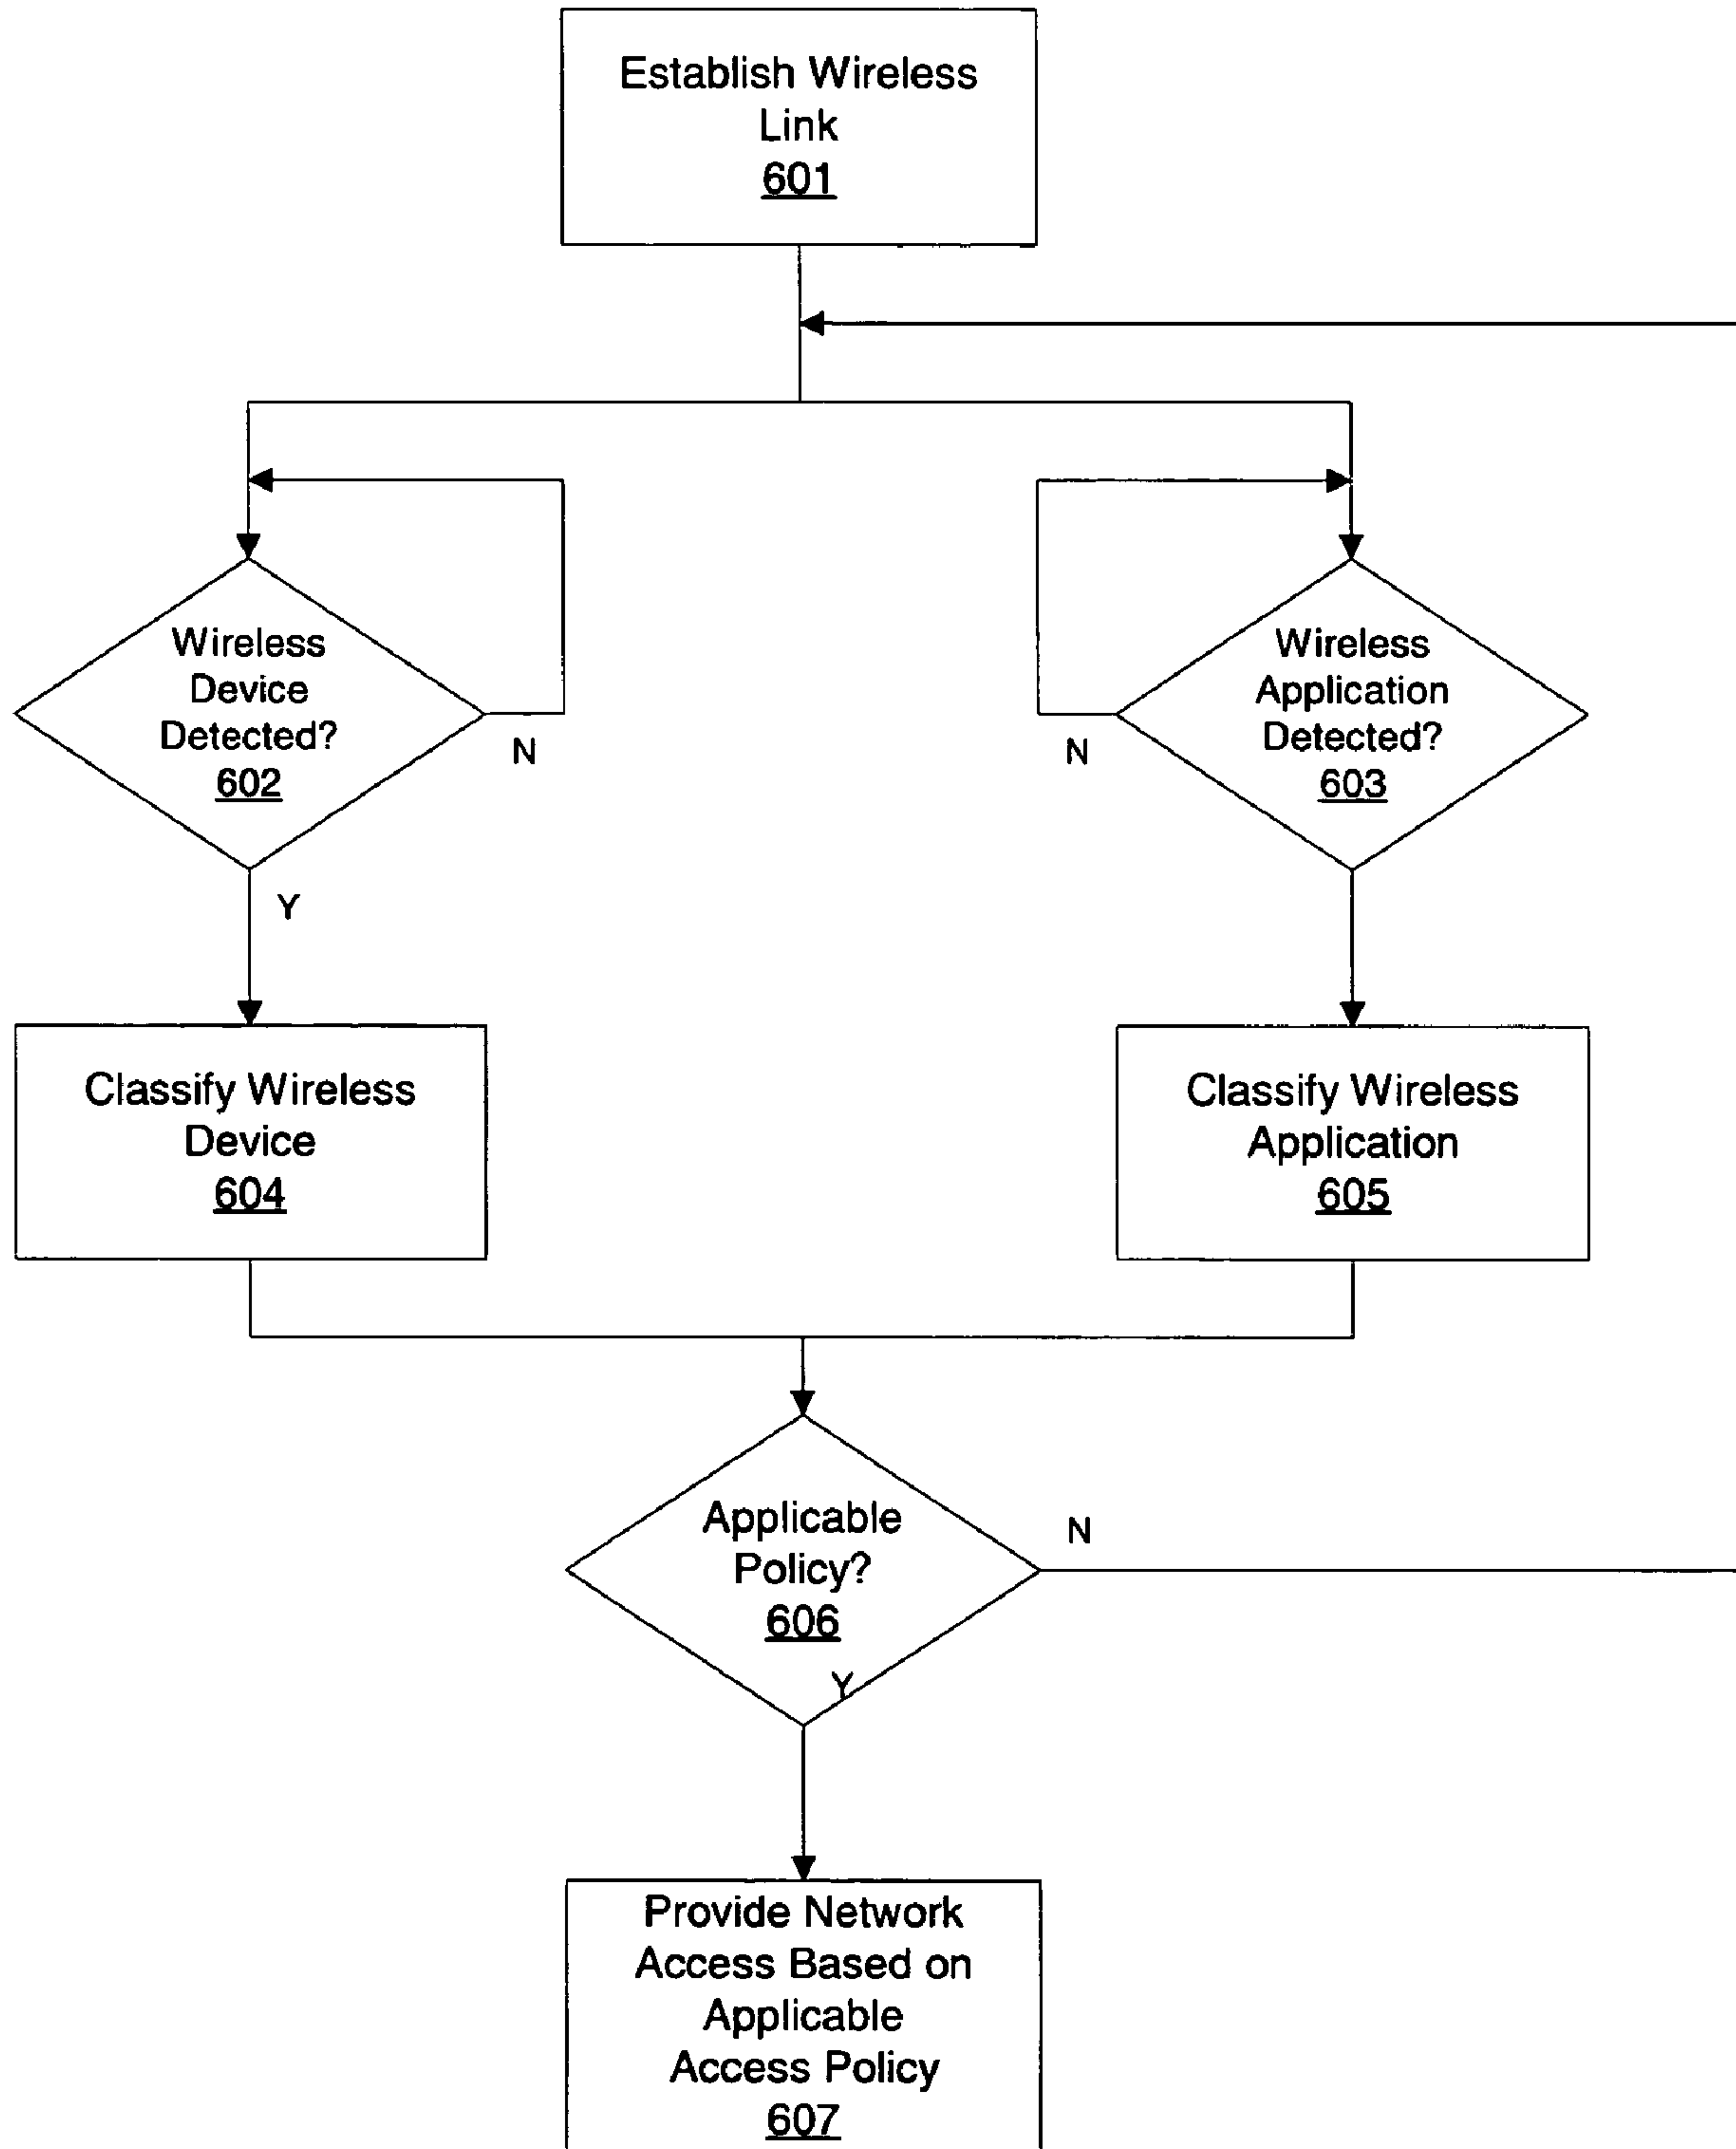 Establish Wireless
Link
601
Wireless
Device
Detected?
602
N
Wireless
Application
Detected?
603
N
Y
Classify Wireless
Device
604
Classify Wireless
Application
605
Applicable
Policy?
606
N
Y
Provide Network
Access Based on
Applicable
Access Policy
607